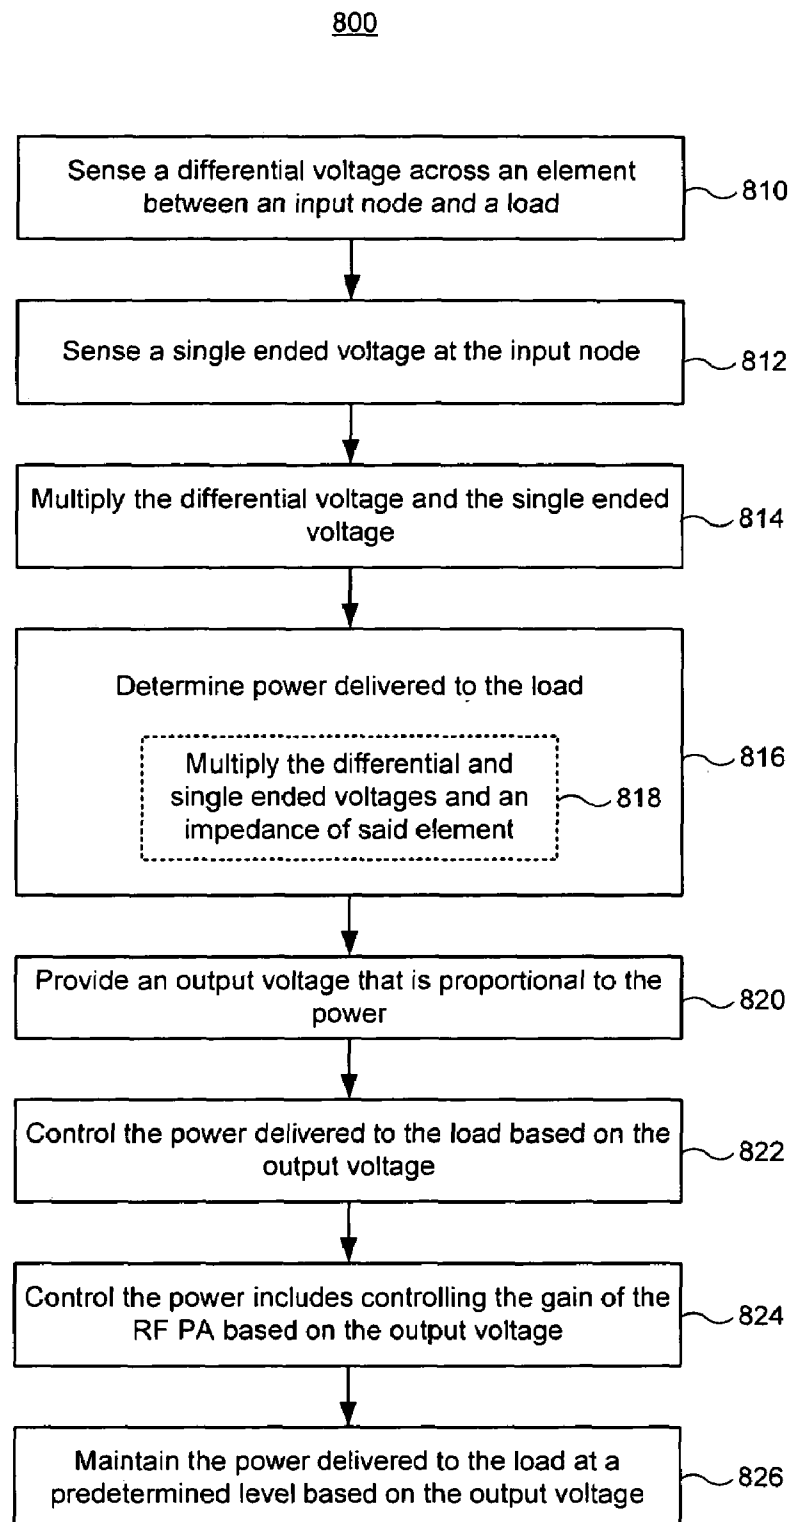 800
Sense a differential voltage across an element
between an input node and a load
810
Sense a single ended voltage at the input node
812
Multiply the differential voltage and the single ended
voltage
814
Determine power delivered to the load
816
Multiply the differential and
single ended voltages and an
impedance of said element
818
Provide an output voltage that is proportional to the
power
820
Control the power delivered to the load based on the
output voltage
822
Control the power includes controlling the gain of the
RF PA based on the output voltage
824
Maintain the power delivered to the load at a
predetermined level based on the output voltage
826